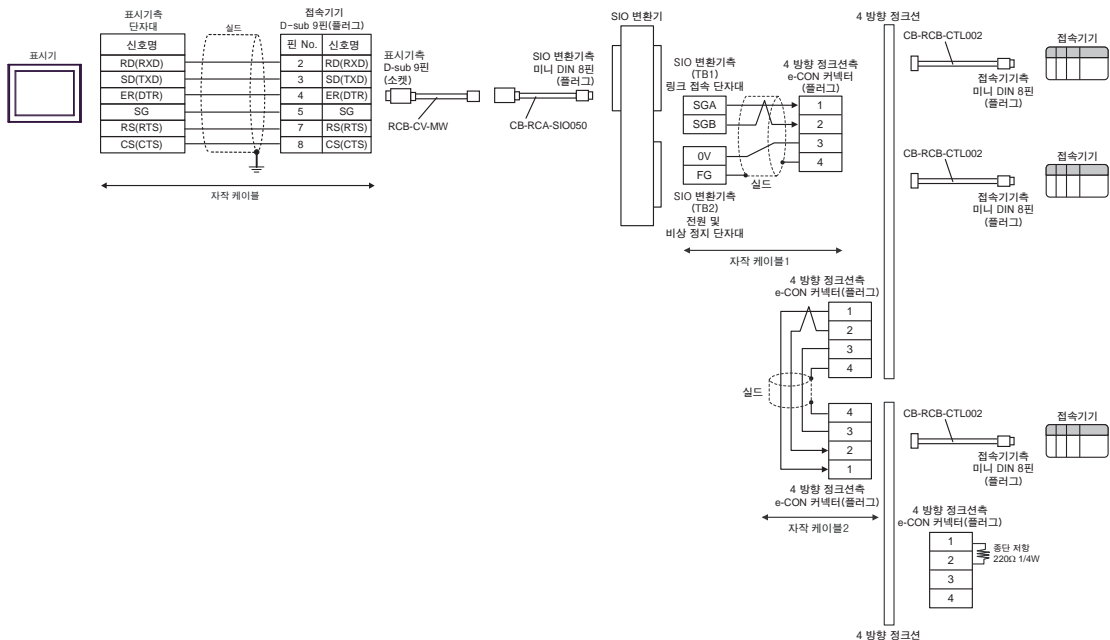 표시기
표시기측
단자대
신호명
RD(RXD)
SD(TXD)
ER(DTR)
SG
RS(RTS)
CS(CTS)
실드
접속기기
D-sub 9핀(플러그)
핀 No. 신호명
2 RD(RXD)
3 SD(TXD)
4 ER(DTR)
5 SG
7 RS(RTS)
8 CS(CTS)
자작 케이블
표시기측
D-sub 9핀
(소켓)
RCB-CV-MW
SIO 변환기측
미니 DIN 8핀
(플러그)
CB-RCA-SIO050
SIO 변환기
SIO 변환기측
(TB1)
링크 접속 단자대
SGA
SGB
0V
FG
SIO 변환기측
(TB2)
전원 및
비상 정지 단자대
실드
4 방향 정크션측
e-CON 커넥터
(플러그)
1
2
3
4
자작 케이블1
4 방향 정크션
CB-RCB-CTL002
접속기기측
미니 DIN 8핀
(플러그)
접속기기
CB-RCB-CTL002
접속기기측
미니 DIN 8핀
(플러그)
접속기기
4 방향 정크션측
e-CON 커넥터(플러그)
1
2
3
4
실드
4
3
2
1
4 방향 정크션측
e-CON 커넥터(플러그)
자작 케이블2
CB-RCB-CTL002
접속기기측
미니 DIN 8핀
(플러그)
접속기기
4 방향 정크션측
e-CON 커넥터(플러그)
1
2
3
4
종단 저항
220Ω 1/4W
4 방향 정크션